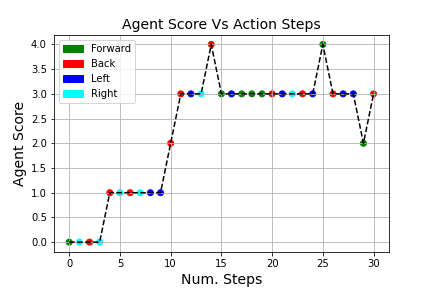 Agent Score Vs Action Steps
4.0
3.5
3.0
2.5
2.0
1.5
1.0
0.5
0.0
Agent Score
Forward
Back
Left
Right
0 5 10 15 20 25 30
Num. Steps